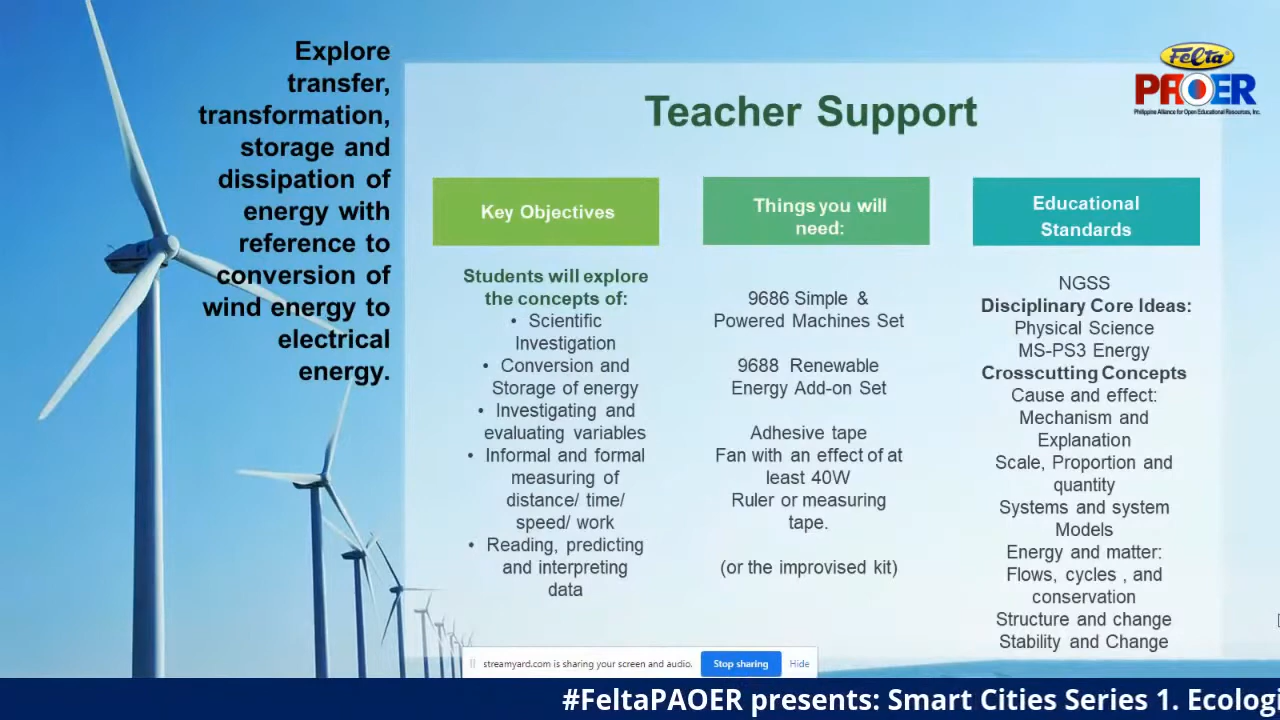 Explore
transfer,
transformation,
storage and
dissipation of
energy with
reference to
conversion of
wind energy to
electrical
energy.
Felta
PAOER
Philippine Alliance for Open Educational Resources, Inc.
Teacher Support
Key Objectives
Students will explore
the concepts of:
• Scientific
Investigation
• Conversion and
Storage of energy
• Investigating and
evaluating variables
• Informal and formal
measuring of
distance/ time/
speed/ work
• Reading, predicting
and interpreting
data
Things you will
need:
9686 Simple &
Powered Machines Set
9688 Renewable
Energy Add-on Set
Adhesive tape
Fan with an effect of at
least 40W
Ruler or measuring
tape.
(or the improvised kit)
Educational
Standards
NGSS
Disciplinary Core Ideas:
Physical Science
MS-PS3 Energy
Crosscutting Concepts
Cause and effect:
Mechanism and
Explanation
Scale, Proportion and
quantity
Systems and system
Models
Energy and matter:
Flows, cycles , and
conservation
Structure and change
Stability and Change
streamyard.com is sharing your screen and audio.
Stop sharing
Hide
#FeltaPAOER presents: Smart Cities Series 1. Ecologi